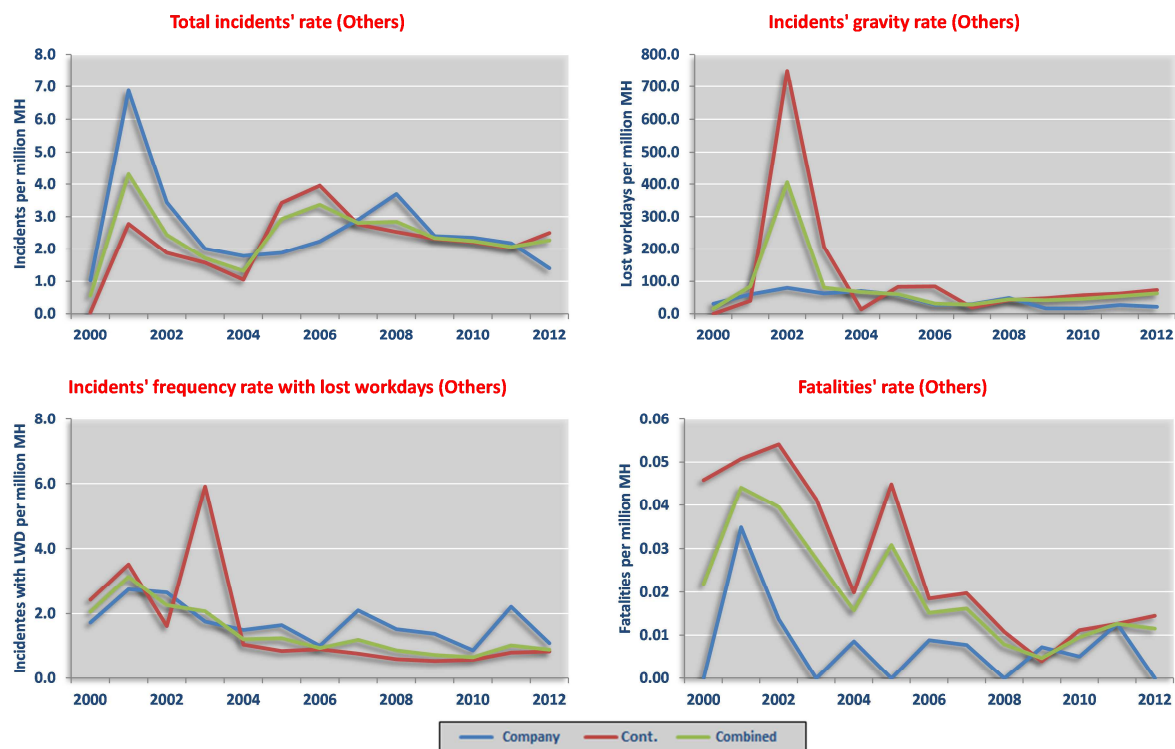 Total incidents' rate (Others)
Incidents per million MH
8.0
7.0
6.0
5.0
4.0
3.0
2.0
1.0
0.0
2000 2002 2004 2006 2008 2010 2012
Incidents' gravity rate (Others)
Lost workdays per million MH
800.0
700.0
600.0
500.0
400.0
300.0
200.0
100.0
0.0
2000 2002 2004 2006 2008 2010 2012
Incidents' frequency rate with lost workdays (Others)
Incidentes with LWD per million MH
8.0
6.0
4.0
2.0
0.0
2000 2002 2004 2006 2008 2010 2012
Fatalities' rate (Others)
Fatalities per million MH
0.06
0.05
0.04
0.03
0.02
0.01
0.00
2000 2002 2004 2006 2008 2010 2012
Company Cont. Combined